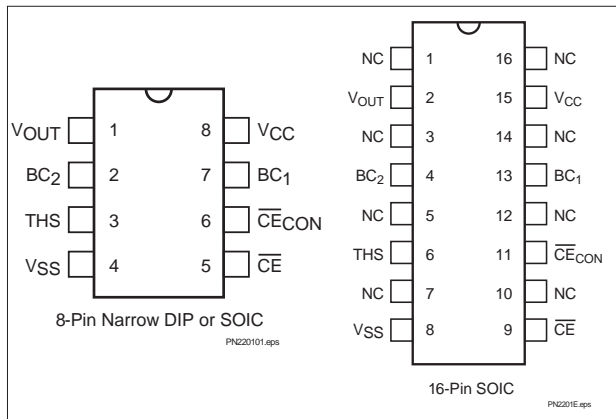 VOUT 1 8 VCC
BC2 2 7 BC1
THS 3 6 CECON
VSS 4 5 CE
8-Pin Narrow DIP or SOIC
PN220101.eps
NC 1 16 NC
VOUT 2 15 VCC
NC 3 14 NC
BC2 4 13 BC1
NC 5 12 NC
THS 6 11 CECON
NC 7 10 NC
VSS 8 9 CE
16-Pin SOIC
PN2201E.eps